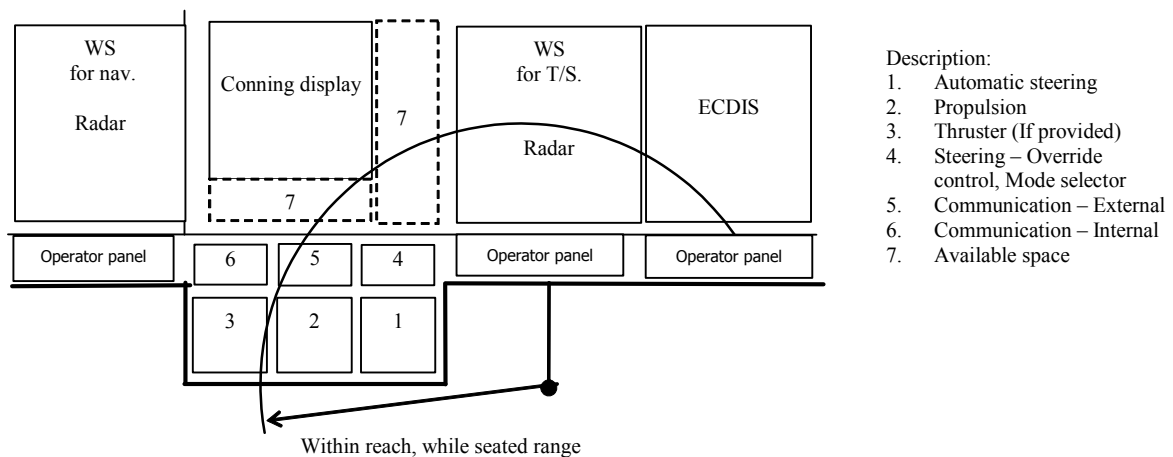 WS
for nav.
Radar
Conning display
7
7
WS
for T/S.
Radar
ECDIS
Operator panel
6
5
4
Operator panel
Operator panel
3
2
1
Within reach, while seated range
Description:
1. Automatic steering
2. Propulsion
3. Thruster (If provided)
4. Steering – Override
control, Mode selector
5. Communication – External
6. Communication – Internal
7. Available space